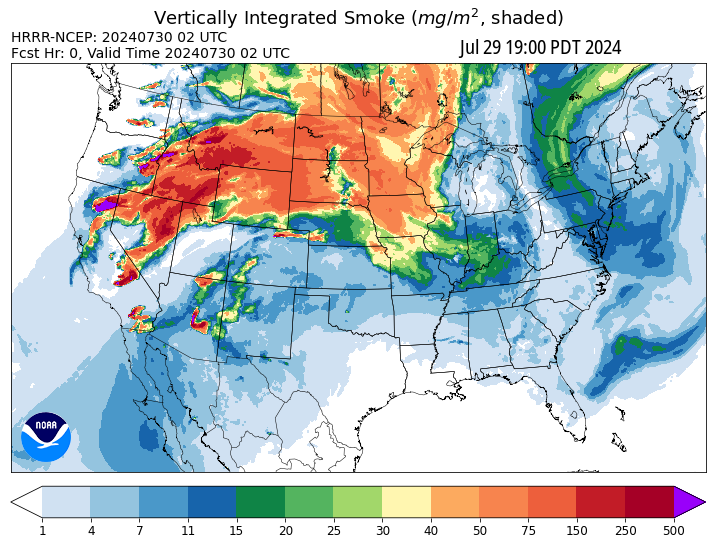 Vertically Integrated Smoke (mg/m², shaded)
HRRR-NCEP: 20240730 02 UTC
Fcst Hr: 0, Valid Time 20240730 02 UTC
Jul 29 19:00 PDT 2024
NOAA
1 4 7 11 15 20 25 30 40 50 75 150 250 500